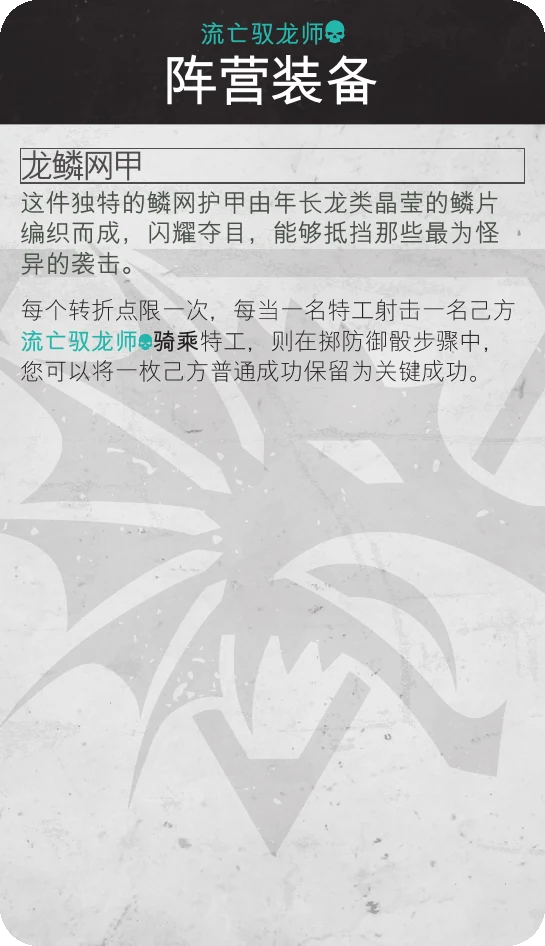 流亡驭龙师
阵营装备
龙鳞网甲
这件独特的鳞网护甲由年长龙类晶莹的鳞片
编织而成，闪耀夺目，能够抵挡那些最为怪
异的袭击。
每个转折点限一次，每当一名特工射击一名己方
流亡驭龙师骑乘特工，则在掷防御骰步骤中，
您可以将一枚己方普通成功保留为关键成功。